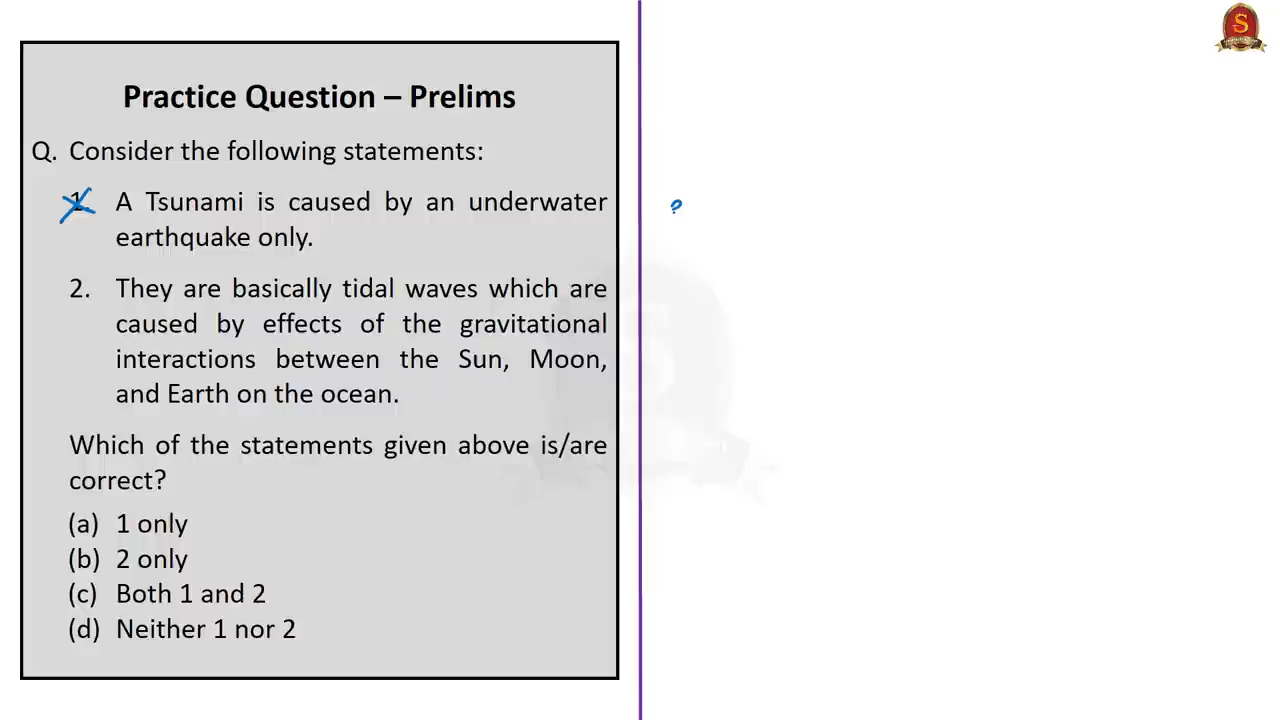 Practice Question – Prelims
Q. Consider the following statements:
1. A Tsunami is caused by an underwater
earthquake only.
?
2. They are basically tidal waves which are
caused by effects of the gravitational
interactions between the Sun, Moon,
and Earth on the ocean.
Which of the statements given above is/are
correct?
(a) 1 only
(b) 2 only
(c) Both 1 and 2
(d) Neither 1 nor 2
S